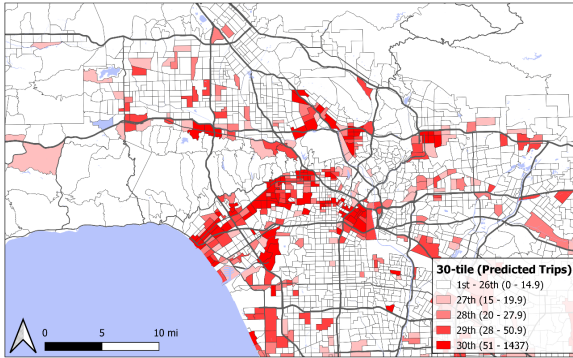 30-tile (Predicted Trips)
1st - 26th (0 - 14.9)
27th (15 - 19.9)
28th (20 - 27.9)
29th (28 - 50.9)
30th (51 - 1437)
0 5 10 mi